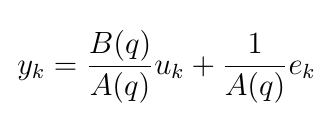 $y_k = \frac{B(q)}{A(q)} u_k + \frac{1}{A(q)} e_k$